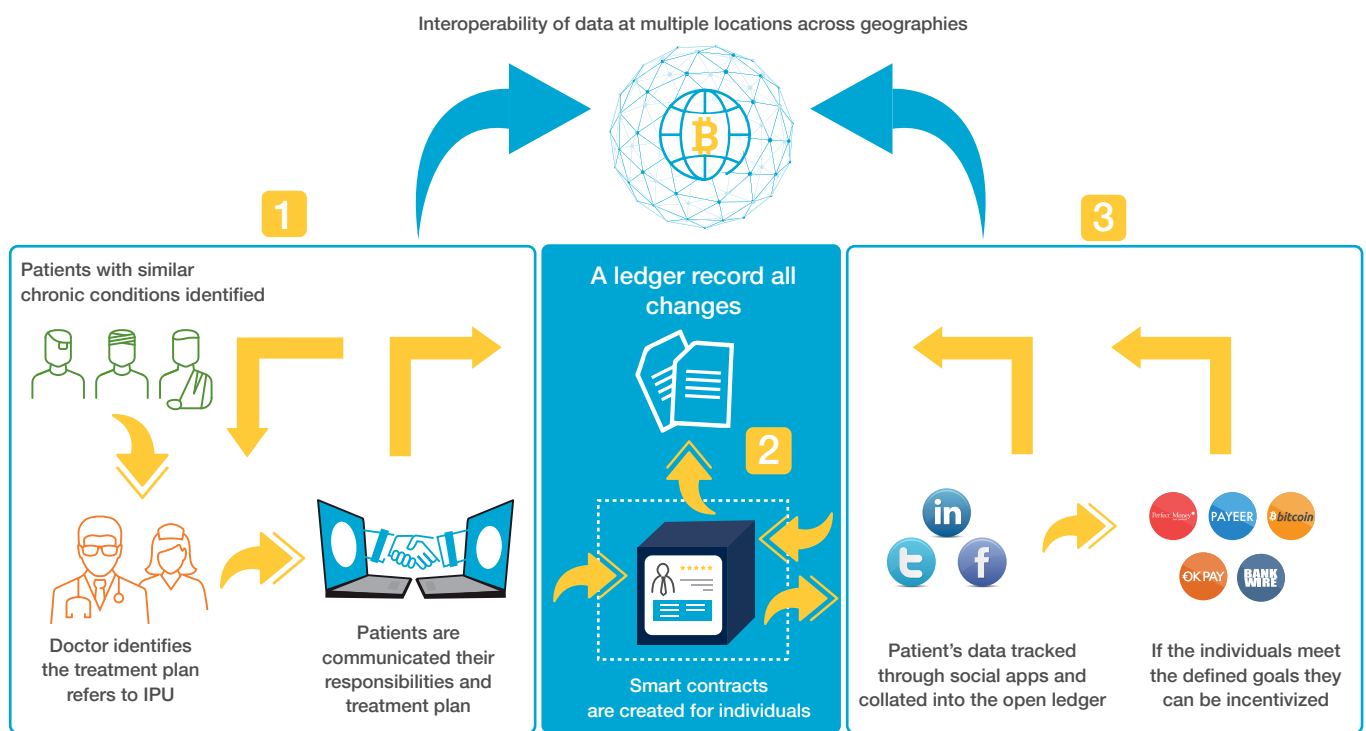 Interoperability of data at multiple locations across geographies
1
Patients with similar
chronic conditions identified
Doctor identifies
the treatment plan
refers to IPU
Patients are
communicated their
responsibilities and
treatment plan
A ledger record all
changes
2
Smart contracts
are created for individuals
3
in
t
f
Patient's data tracked
through social apps and
collated into the open ledger
Perfect Money
PAYEER
bitcoin
OKPAY
BANK
WIRE
If the individuals meet
the defined goals they
can be incentivized